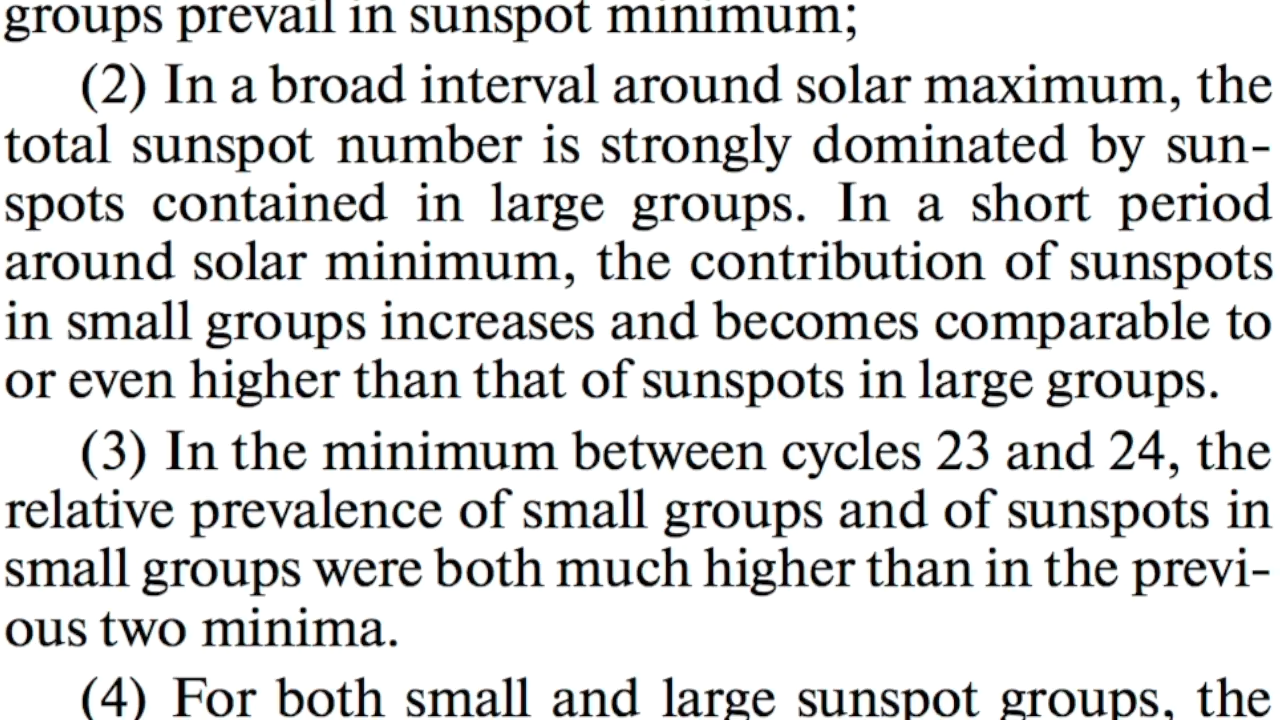 groups prevail in sunspot minimum;
(2) In a broad interval around solar maximum, the
total sunspot number is strongly dominated by sun-
spots contained in large groups. In a short period
around solar minimum, the contribution of sunspots
in small groups increases and becomes comparable to
or even higher than that of sunspots in large groups.
(3) In the minimum between cycles 23 and 24, the
relative prevalence of small groups and of sunspots in
small groups were both much higher than in the previ-
ous two minima.
(4) For both small and large sunspot groups, the